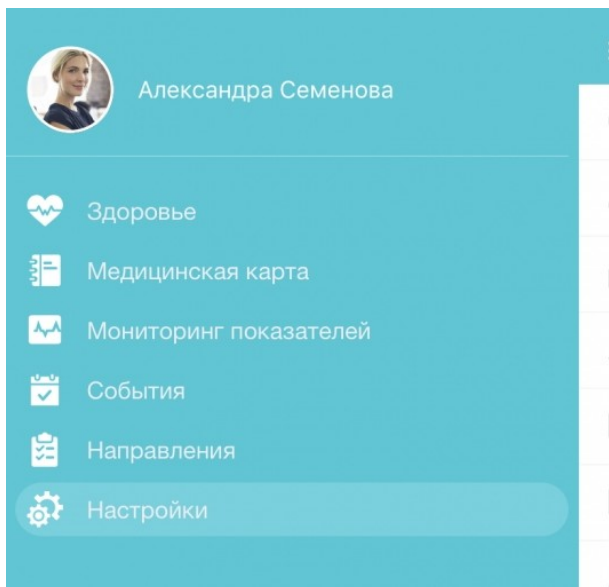 Александра Семенова
Здоровье
Медицинская карта
Мониторинг показателей
События
Направления
Настройки